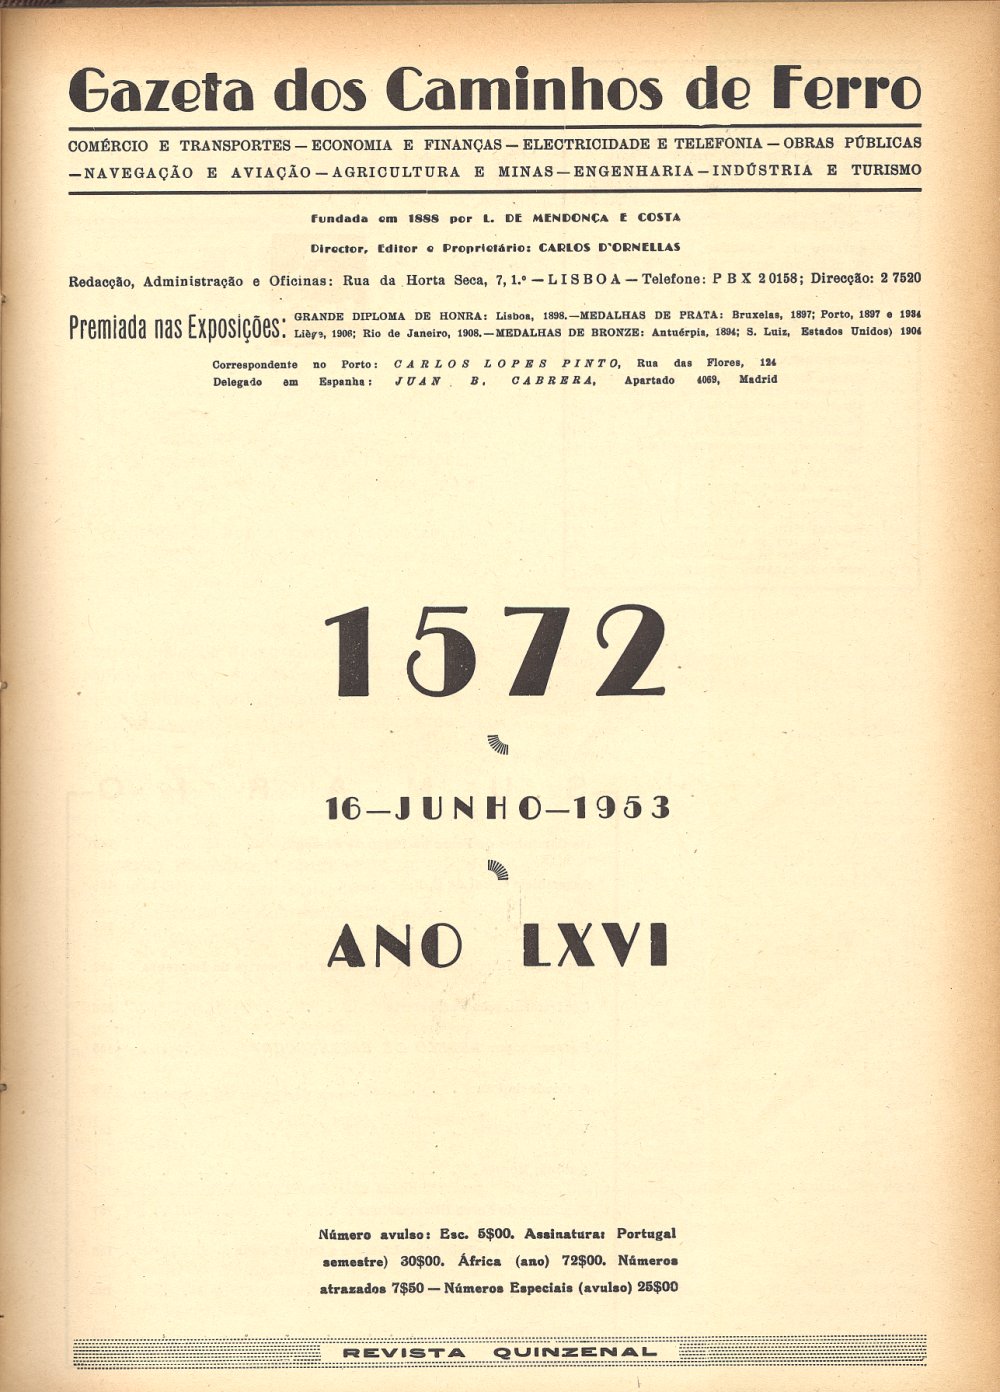 Gazeta dos Caminhos de Ferro
COMÉRCIO E TRANSPORTES — ECONOMIA E FINANÇAS — ELECTRICIDADE E TELEFONIA — OBRAS PÚBLICAS
—NAVEGAÇÃO E AVIAÇÃO — AGRICULTURA E MINAS — ENGENHARIA — INDÚSTRIA E TURISMO
Fundada em 1888 por L. DE MENDONÇA E COSTA
Director, Editor e Proprietário: CARLOS D'ORNELLAS
Redacção, Administração e Oficinas: Rua da Horta Seca, 7, 1.º — LISBOA — Telefone: PBX 20158; Direcção: 27520
Premiada nas Exposições:
GRANDE DIPLOMA DE HONRA: Lisboa, 1898.—MEDALHAS DE PRATA: Bruxelas, 1897; Porto, 1897 e 1934
Liège, 1906; Rio de Janeiro, 1908.—MEDALHAS DE BRONZE: Antuérpia, 1894; S. Luiz, Estados Unidos) 1904
Correspondente no Porto: CARLOS LOPES PINTO, Rua das Flores, 124
Delegado em Espanha: JUAN B. CABRERA, Apartado 4069, Madrid
1572
16—JUNHO—1953
ANO LXVI
Número avulso: Esc. 5$00. Assinatura: Portugal
semestre) 30$00. África (ano) 72$00. Números
atrazados 7$50 — Números Especiais (avulso) 25$00
REVISTA QUINZENAL